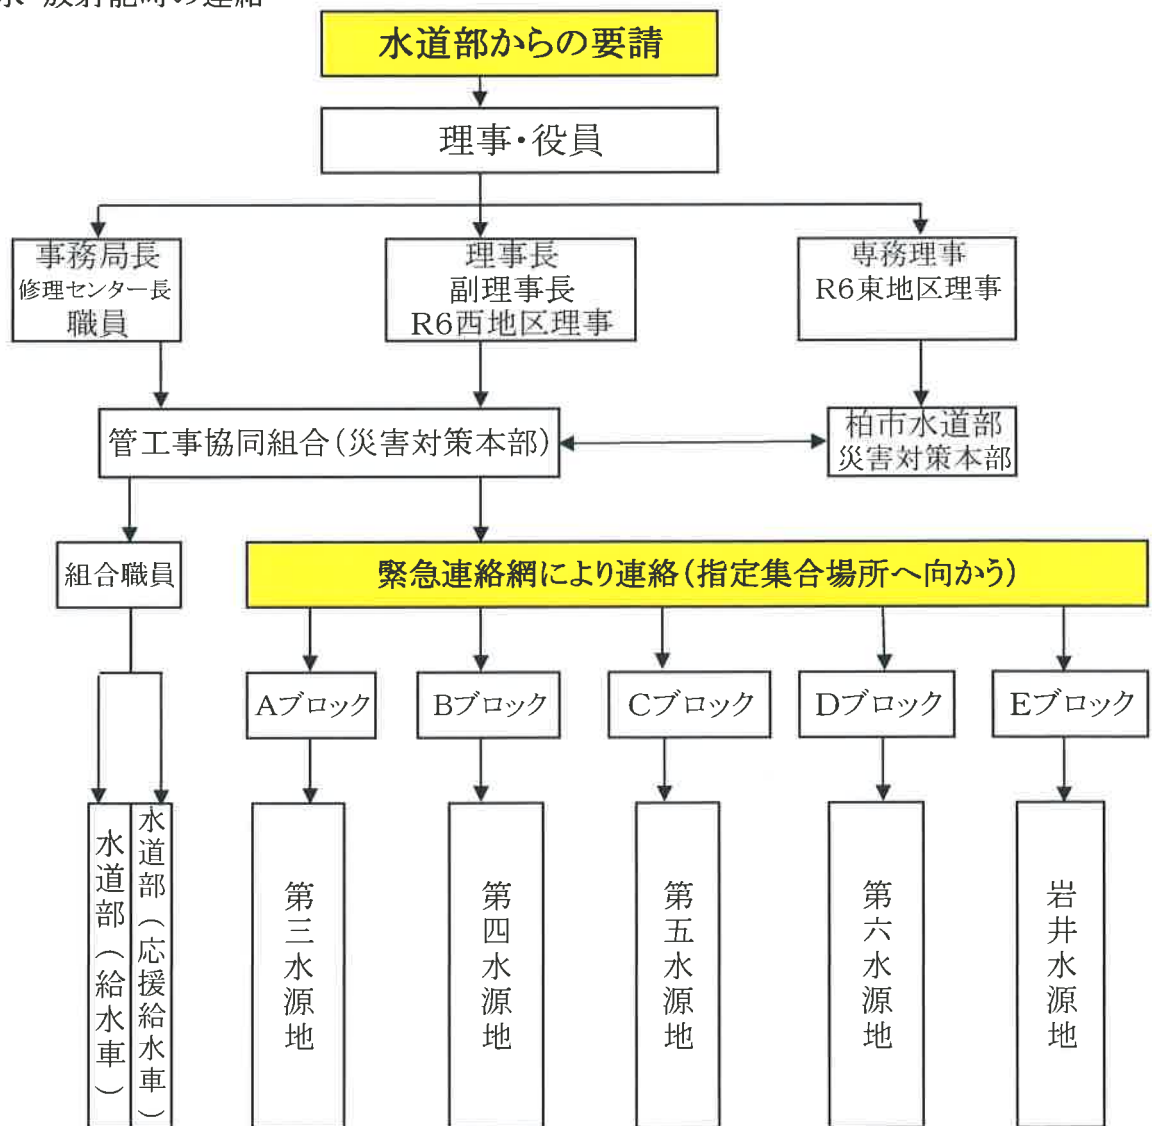 水道部からの要請
理事・役員
事務局長
修理センター長
職員
理事長
副理事長
R6西地区理事
専務理事
R6東地区理事
管工事協同組合(災害対策本部)
柏市水道部
災害対策本部
組合職員
緊急連絡網により連絡(指定集合場所へ向かう)
Aブロック
Bブロック
Cブロック
Dブロック
Eブロック
水道部(給水車)
水道部(応援給水車)
第三水源地
第四水源地
第五水源地
第六水源地
岩井水源地